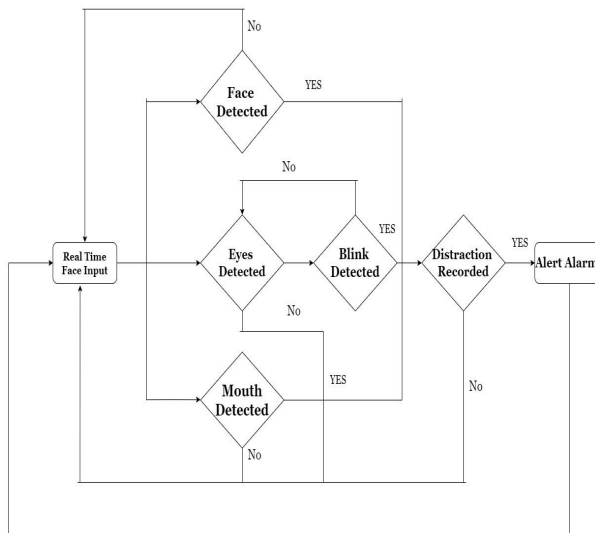 No
Face
Detected
YES
No
Real Time
Face Input
Eyes
Detected
Blink
Detected
YES
Distraction
Recorded
YES
Alert Alarm
No
YES
No
Mouth
Detected
No